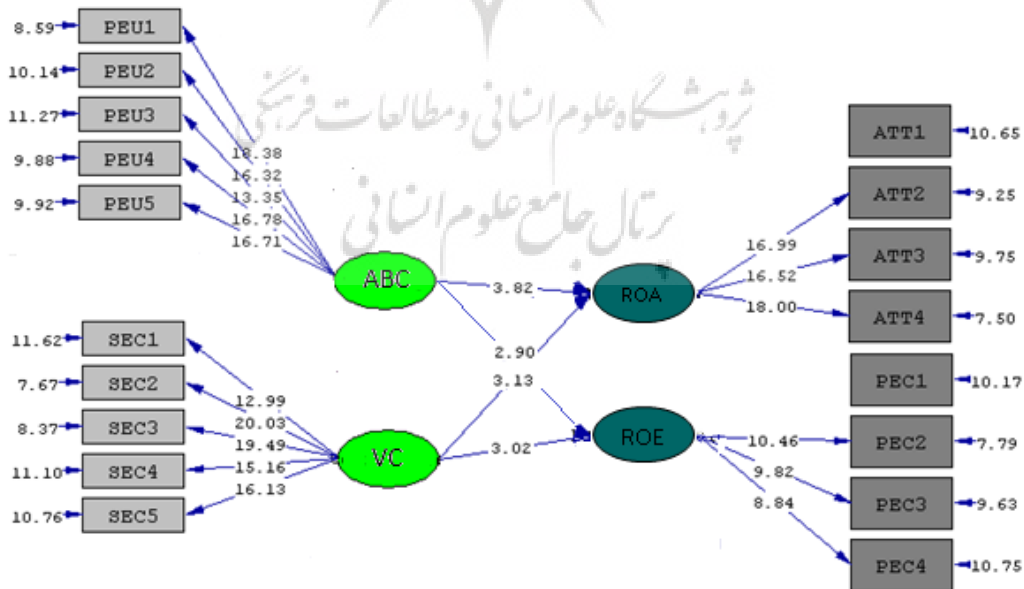 پژوهشگاه علوم انسانی و مطالعات فرهنگی
پرتال جامع علوم انسانی
8.59 PEU1
10.14 PEU2
11.27 PEU3
9.88 PEU4
9.92 PEU5
18.38
16.32
13.35
16.78
16.71
ABC
11.62 SEC1
7.67 SEC2
8.37 SEC3
11.10 SEC4
10.76 SEC5
12.99
20.03
19.49
15.16
16.13
VC
3.82
2.90
3.13
3.02
ROA
ROE
16.99
16.52
18.00
10.46
9.82
8.84
ATT1 10.65
ATT2 9.25
ATT3 9.75
ATT4 7.50
PEC1 10.17
PEC2 7.79
PEC3 9.63
PEC4 10.75